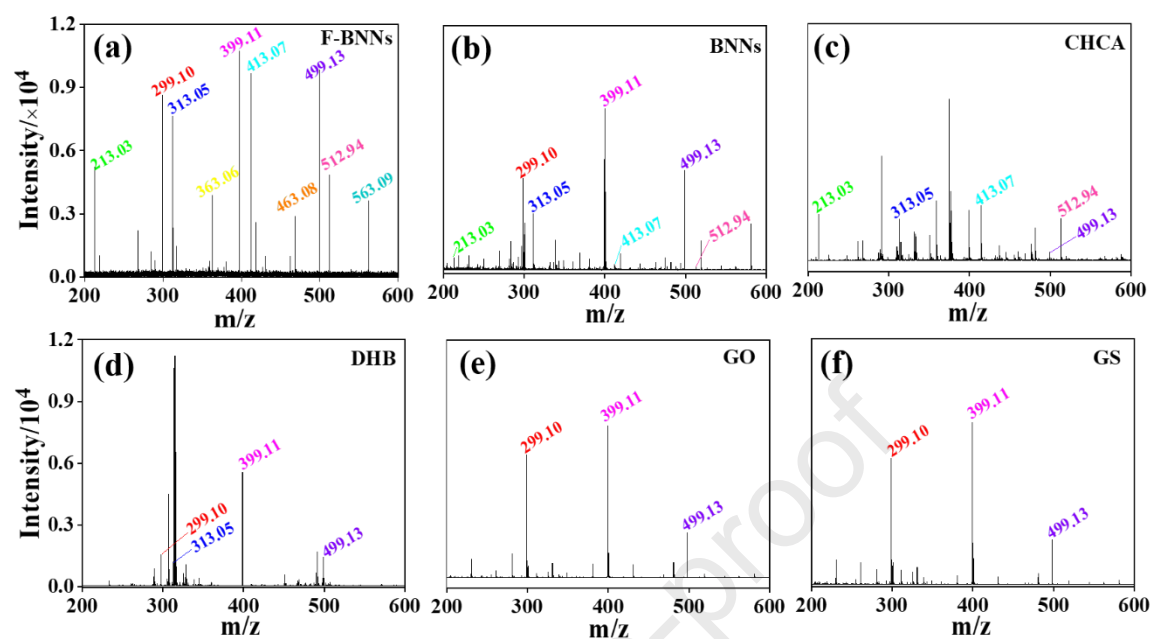 (a) F-BNNs
Intensity/×10⁴
1.2
0.9
0.6
0.3
0.0
213.03
299.10
313.05
363.06
399.11
413.07
463.08
499.13
512.94
563.09
200 300 400 500 600
m/z
(b) BNNs
213.03
299.10
313.05
399.11
413.07
499.13
512.94
200 300 400 500 600
m/z
(c) CHCA
213.03
313.05
413.07
512.94
499.13
200 300 400 500 600
m/z
(d) DHB
Intensity/10⁴
1.2
0.9
0.6
0.3
0.0
299.10
313.05
399.11
499.13
200 300 400 500 600
m/z
(e) GO
299.10
399.11
499.13
200 300 400 500 600
m/z
(f) GS
299.10
399.11
499.13
200 300 400 500 600
m/z
-proof